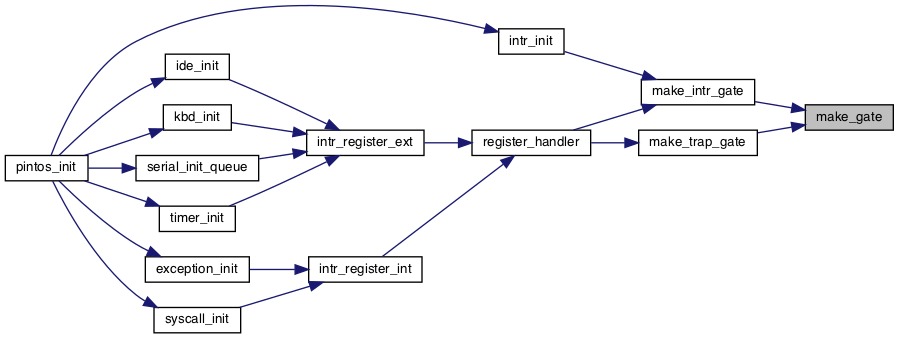 intr_init
ide_init
make_intr_gate
kbd_init
make_gate
intr_register_ext
register_handler
make_trap_gate
pintos_init
serial_init_queue
timer_init
exception_init
intr_register_int
syscall_init